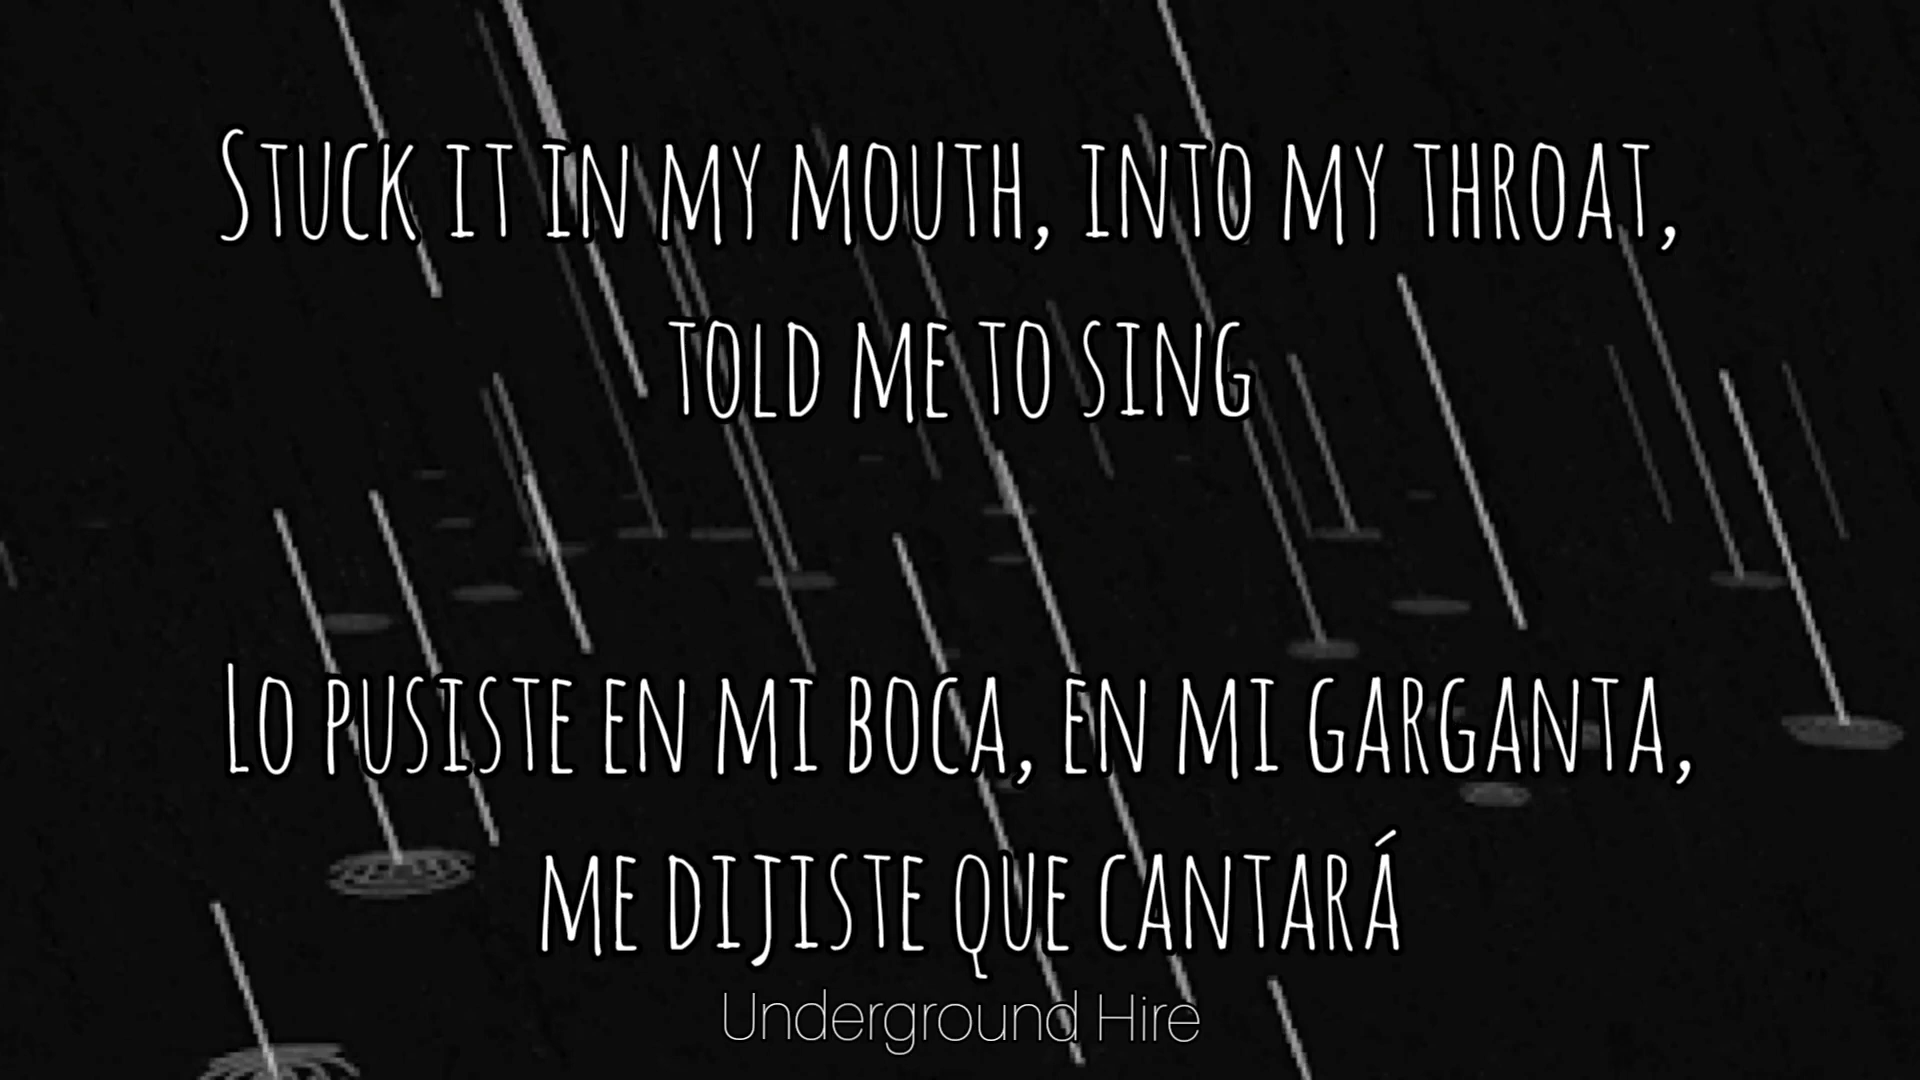 Stuck it in my mouth, into my throat,
told me to sing
Lo pusiste en mi boca, en mi garganta,
me dijiste que cantará
Underground Hire